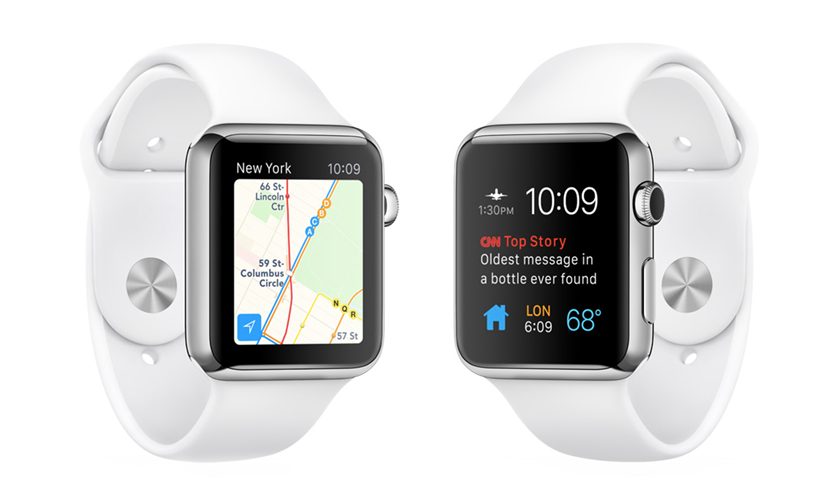 New York 10:09
66 St-
Lincoln
Ctr
A C B D
59 St-
Columbus
Circle
N Q R
57 St
1:30PM 10:09
CNN Top Story
Oldest message in
a bottle ever found
LON
6:09 68°